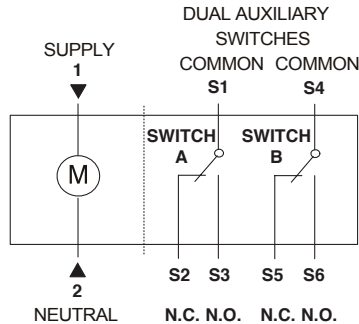 DUAL AUXILIARY
SWITCHES
SUPPLY
1
COMMON COMMON
S1 S4
SWITCH A
SWITCH B
M
S2 S3 S5 S6
2
NEUTRAL
N.C. N.O. N.C. N.O.